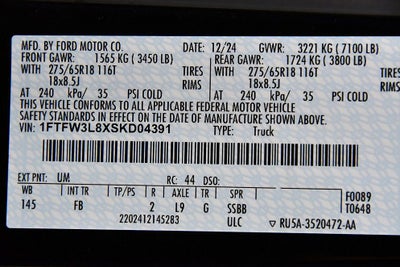 MFD. BY FORD MOTOR CO. 12/24 GVWR: 3221 KG (7100 LB)
FRONT GAWR: 1565 KG (3450 LB) REAR GAWR: 1724 KG (3800 LB)
WITH 275/65R18 116T TIRES WITH 275/65R18 116T TIRES
18x8.5J RIMS 18x8.5J RIMS
AT 240 kPa/ 35 PSI COLD AT 240 kPa/ 35 PSI COLD
THIS VEHICLE CONFORMS TO ALL APPLICABLE FEDERAL MOTOR VEHICLE
SAFETY STANDARDS IN EFFECT ON THE DATE OF MANUFACTURE SHOWN ABOVE.
VIN: 1FTFW3L8XSKD04391 TYPE: Truck
EXT PNT: UM RC: 44 DSO: F0089
WB INT TR TP/PS R AXLE TR SPR T0648
145 FB 2 L9 G SSBB
2202412145283 ULC ▽ RU5A-3520472-AA